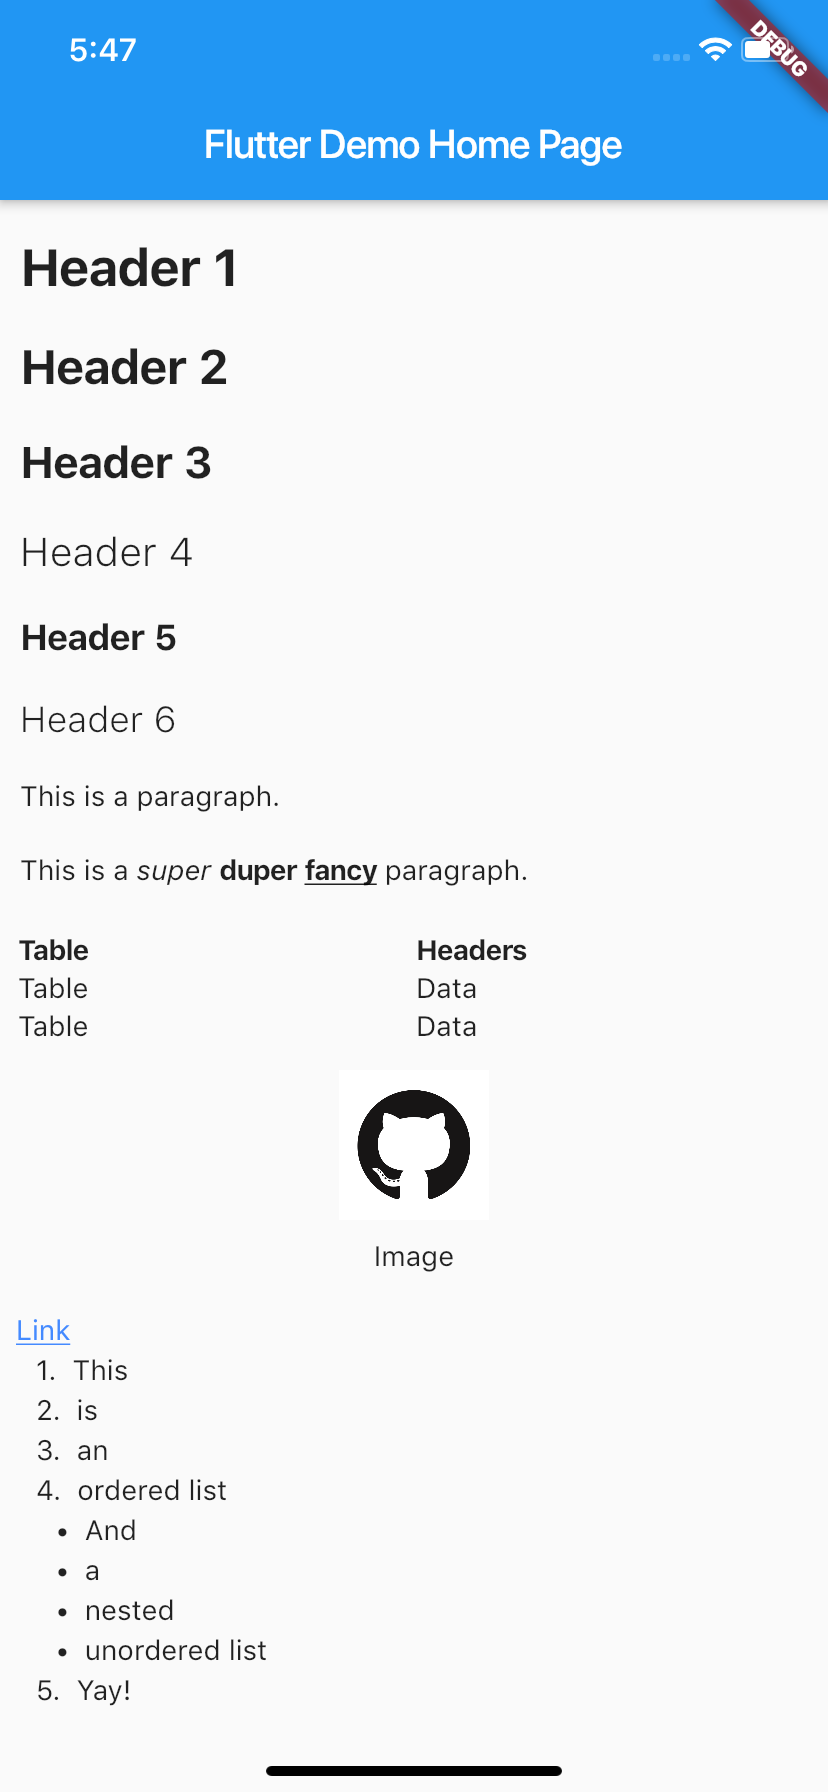 5:47
DEBUG
Flutter Demo Home Page
Header 1
Header 2
Header 3
Header 4
Header 5
Header 6
This is a paragraph.
This is a super duper fancy paragraph.
Table Headers
Table Data
Table Data
Image
Link
1. This
2. is
3. an
4. ordered list
• And
• a
• nested
• unordered list
5. Yay!